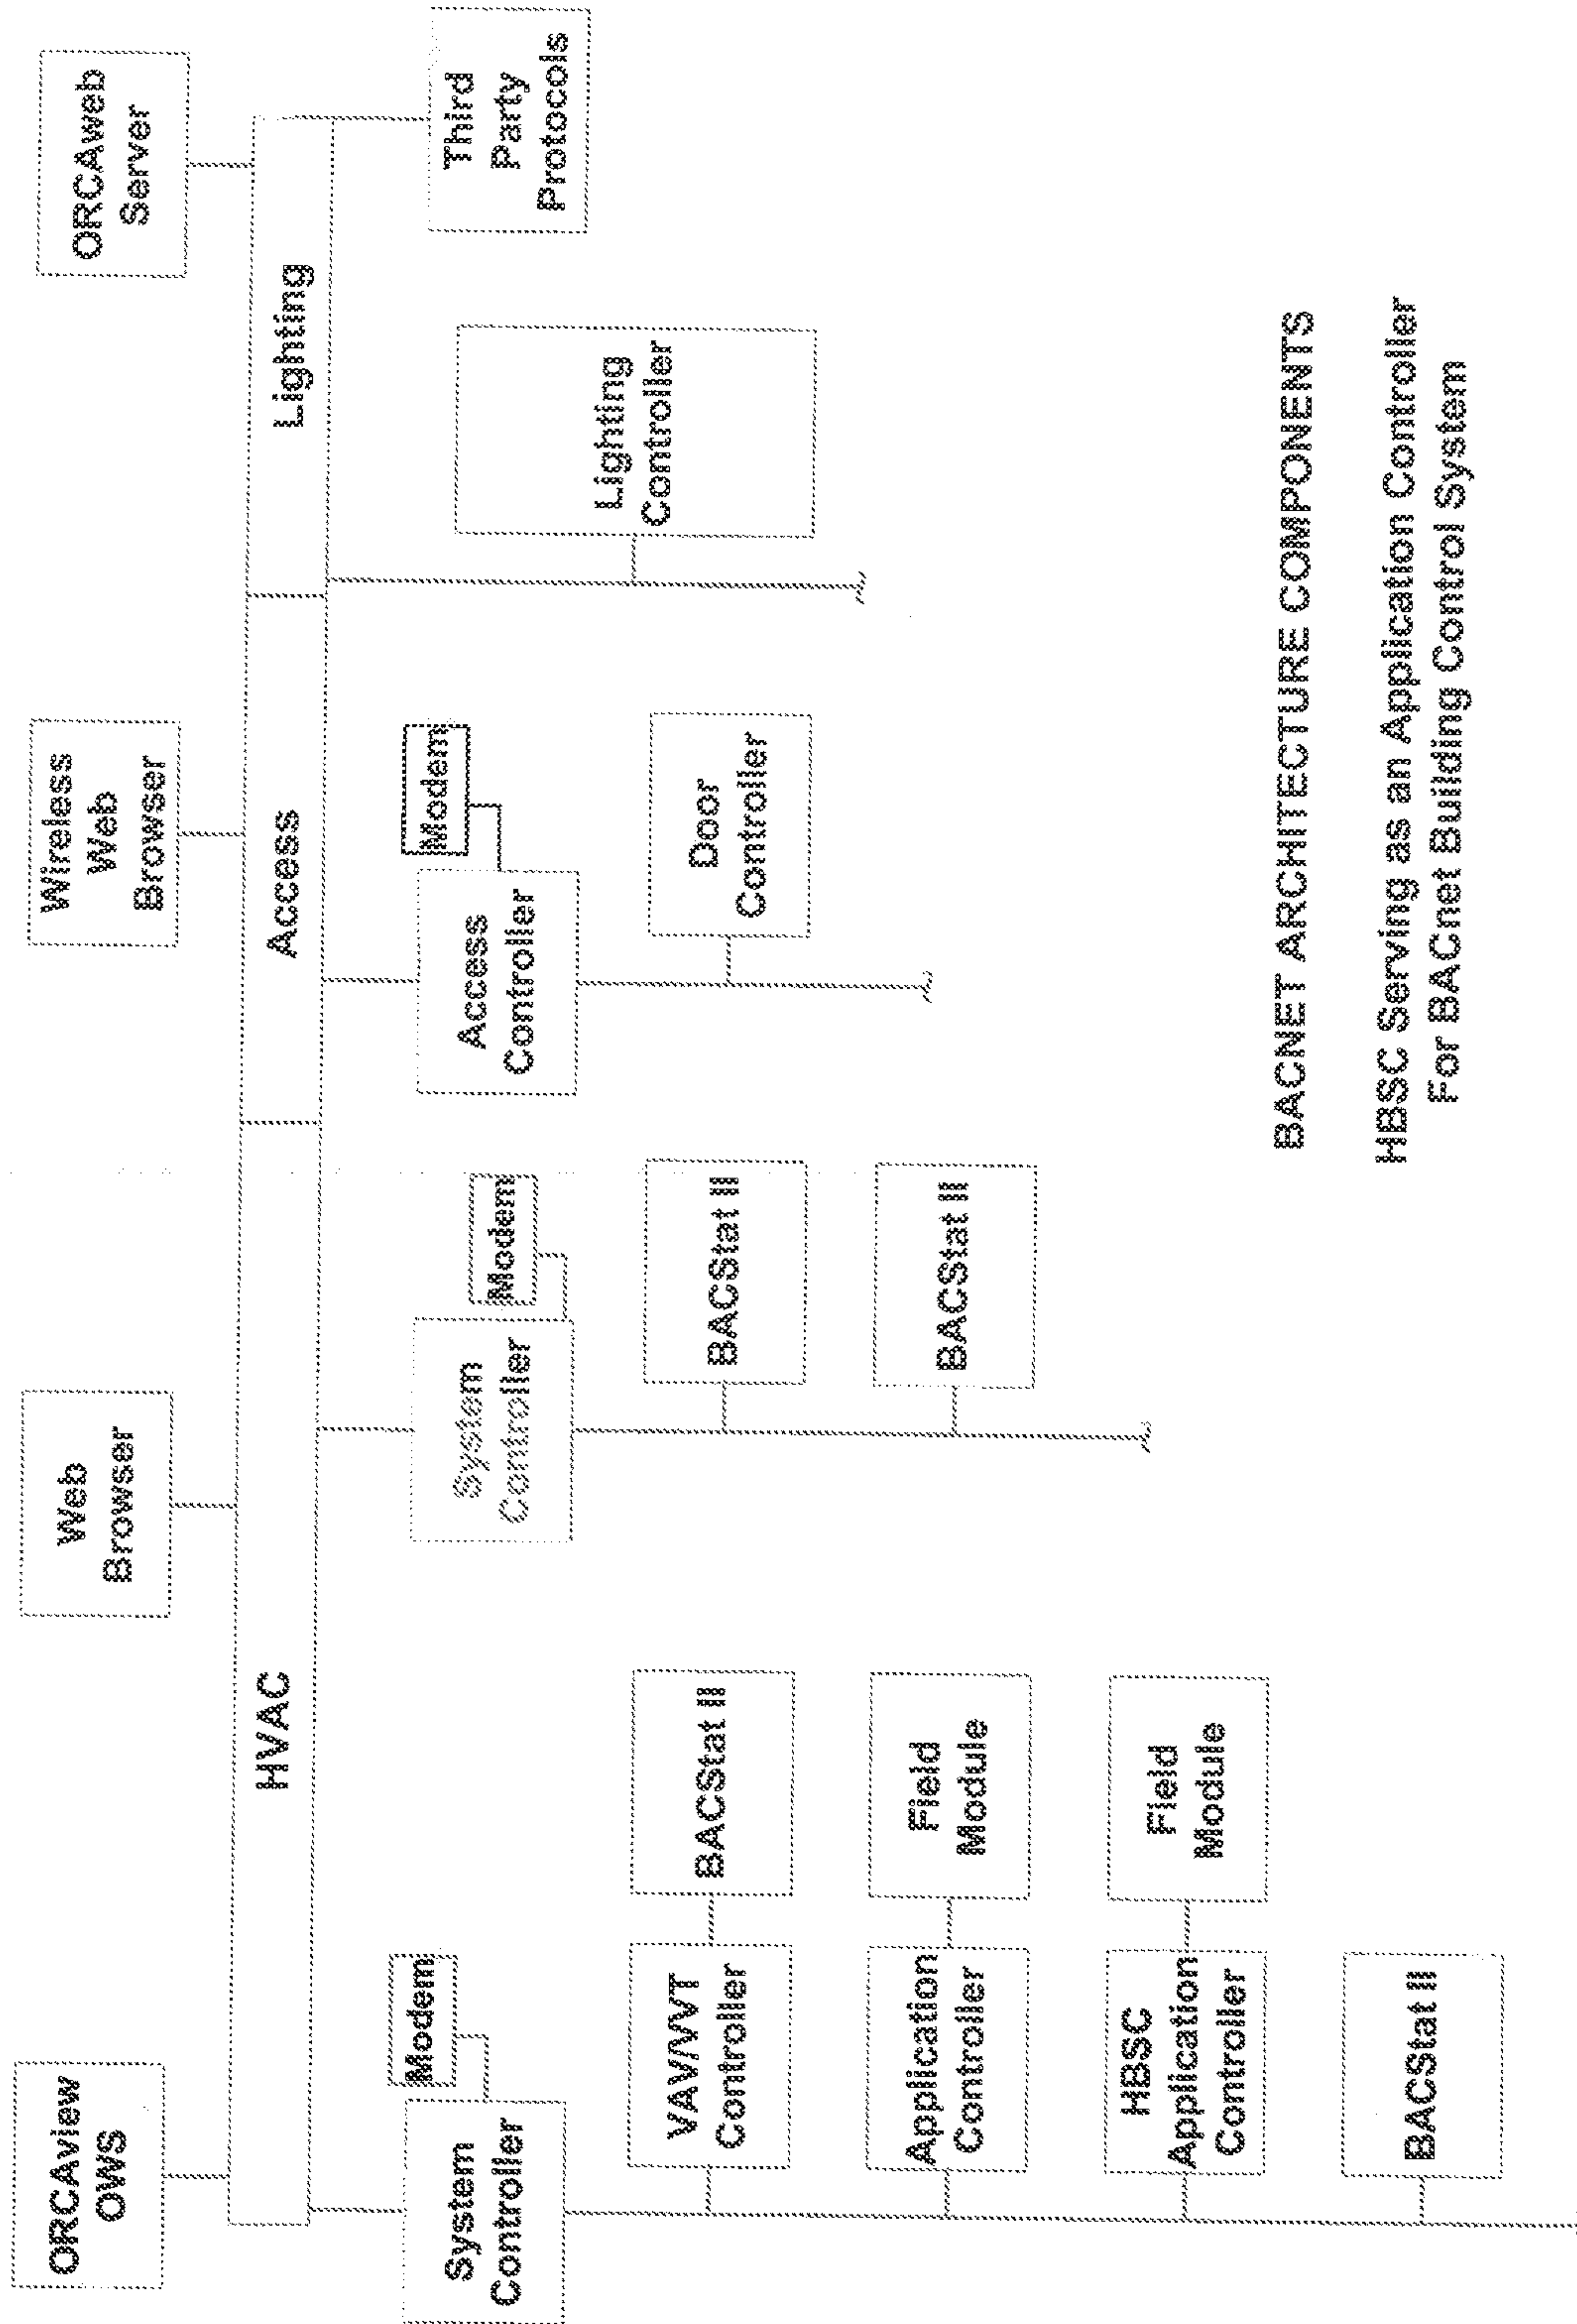 ORCAview
OWS
Web
Browser
Wireless
Web
Browser
ORCAweb
Server
HVAC
Access
Lighting
System
Controller
Modem
System
Controller
Modem
Access
Controller
Modem
Third
Party
Protocols
VAV/VVT
Controller
BACStat II
BACStat II
Door
Controller
Lighting
Controller
Application
Controller
Field
Module
BACStat II
HBSC
Application
Controller
Field
Module
BACStat II
BACNET ARCHITECTURE COMPONENTS
HBSC Serving as an Application Controller
For BACnet Building Control System